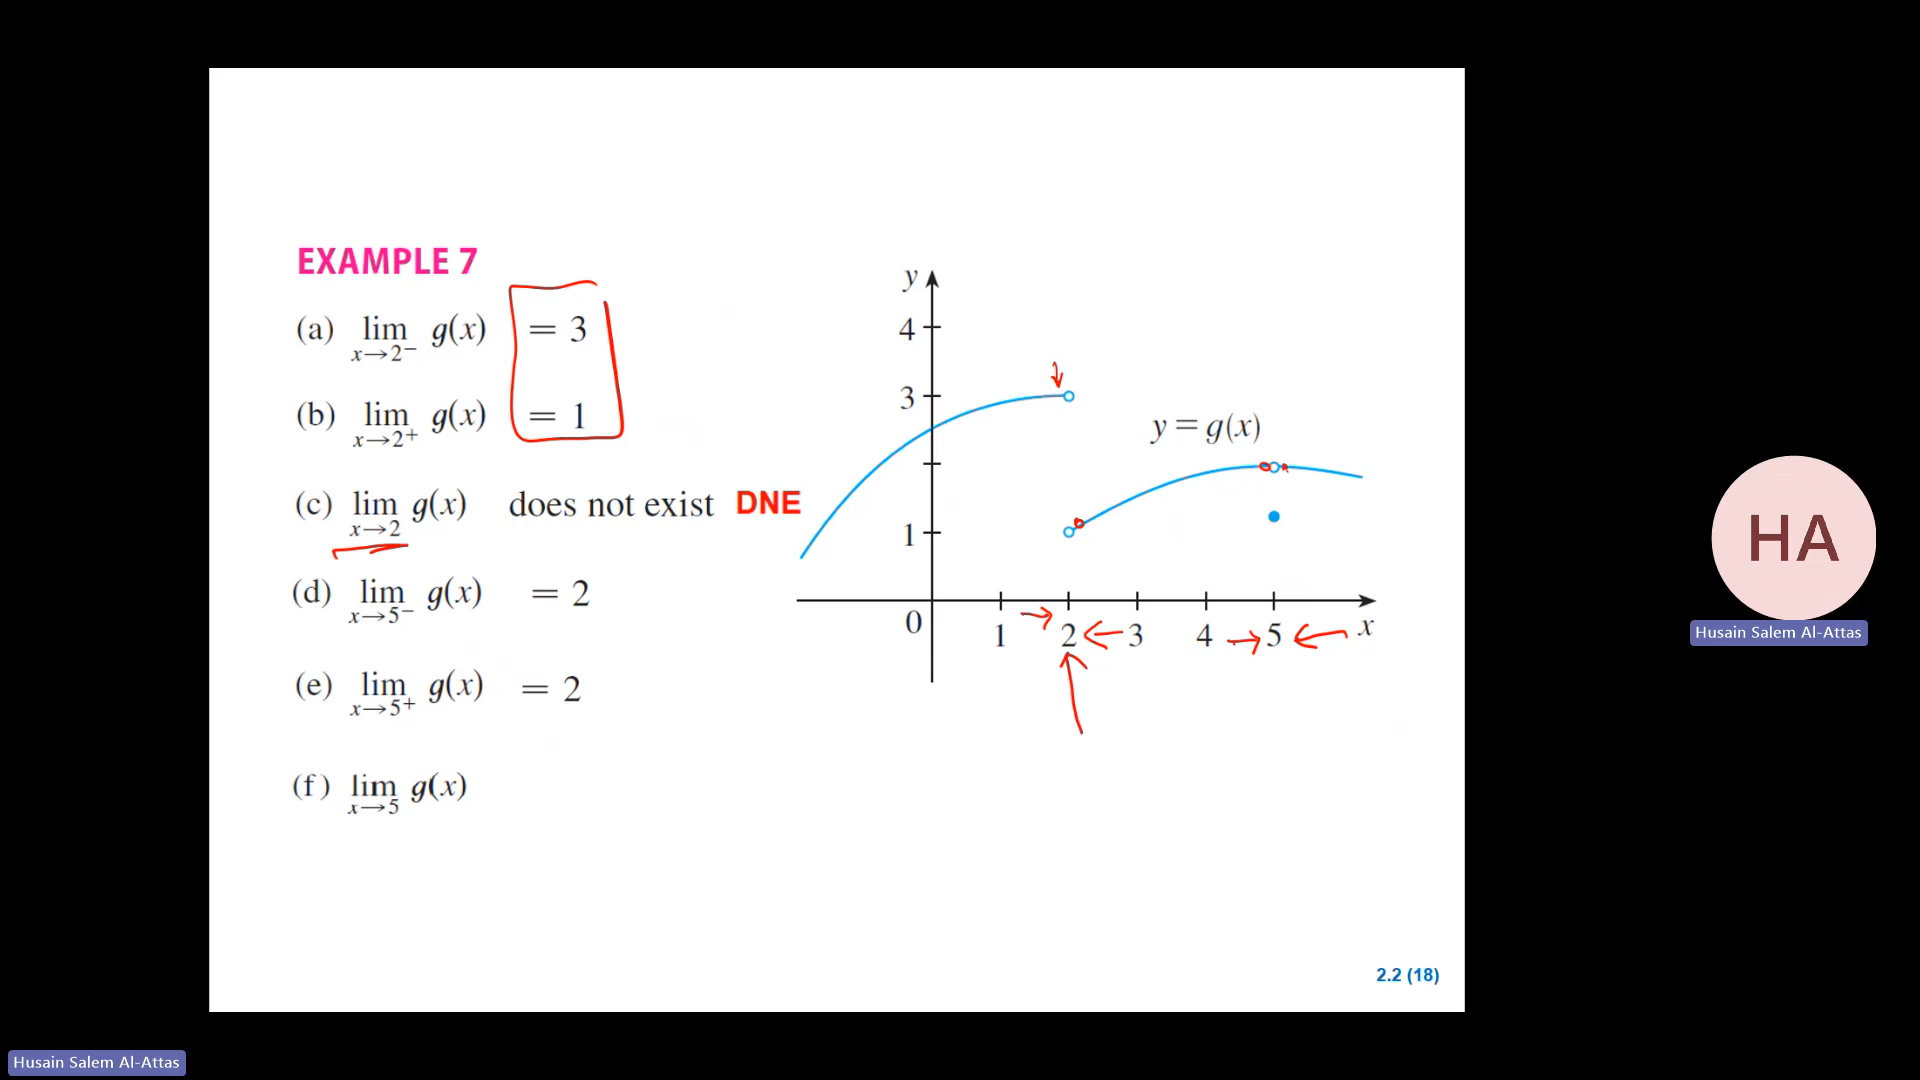 EXAMPLE 7
(a) lim x→2⁻ g(x) = 3
(b) lim x→2⁺ g(x) = 1
(c) lim x→2 g(x) does not exist DNE
(d) lim x→5⁻ g(x) = 2
(e) lim x→5⁺ g(x) = 2
(f) lim x→5 g(x)
y
4
3
1
y = g(x)
0 1 2 3 4 5 x
2.2 (18)
HA
Husain Salem Al-Attas
Husain Salem Al-Attas